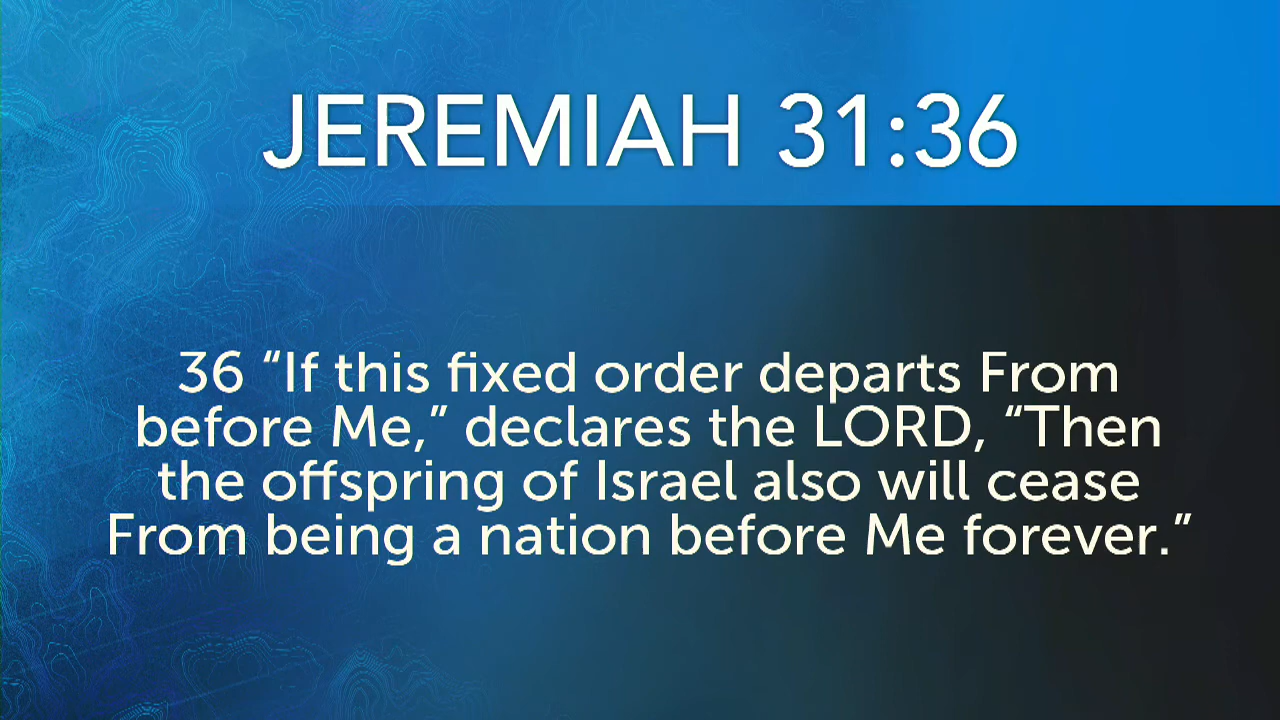 JEREMIAH 31:36
36 “If this fixed order departs From
before Me,” declares the LORD, “Then
the offspring of Israel also will cease
From being a nation before Me forever.”